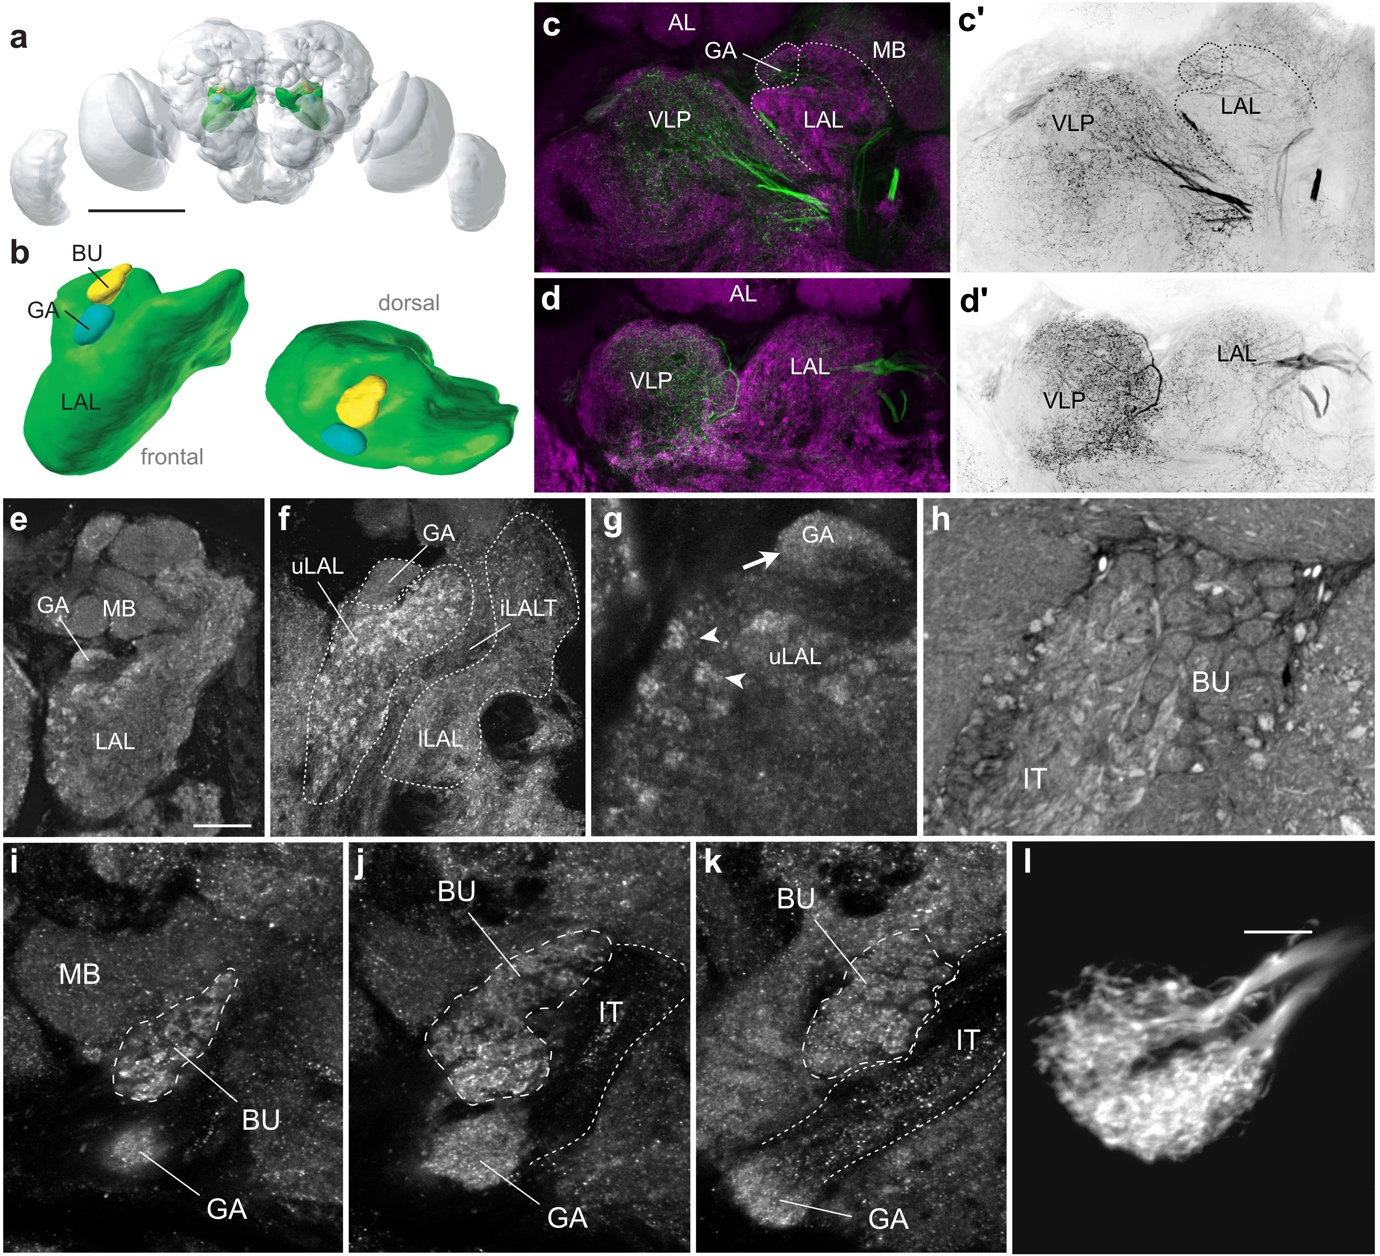 a
b
BU
GA
LAL
frontal
dorsal
c
AL
GA
MB
VLP
LAL
c'
VLP
LAL
d
AL
VLP
LAL
d'
VLP
LAL
e
GA
MB
LAL
f
GA
uLAL
iLALT
lLAL
g
GA
uLAL
h
BU
IT
i
MB
BU
GA
j
BU
IT
GA
k
BU
IT
GA
l